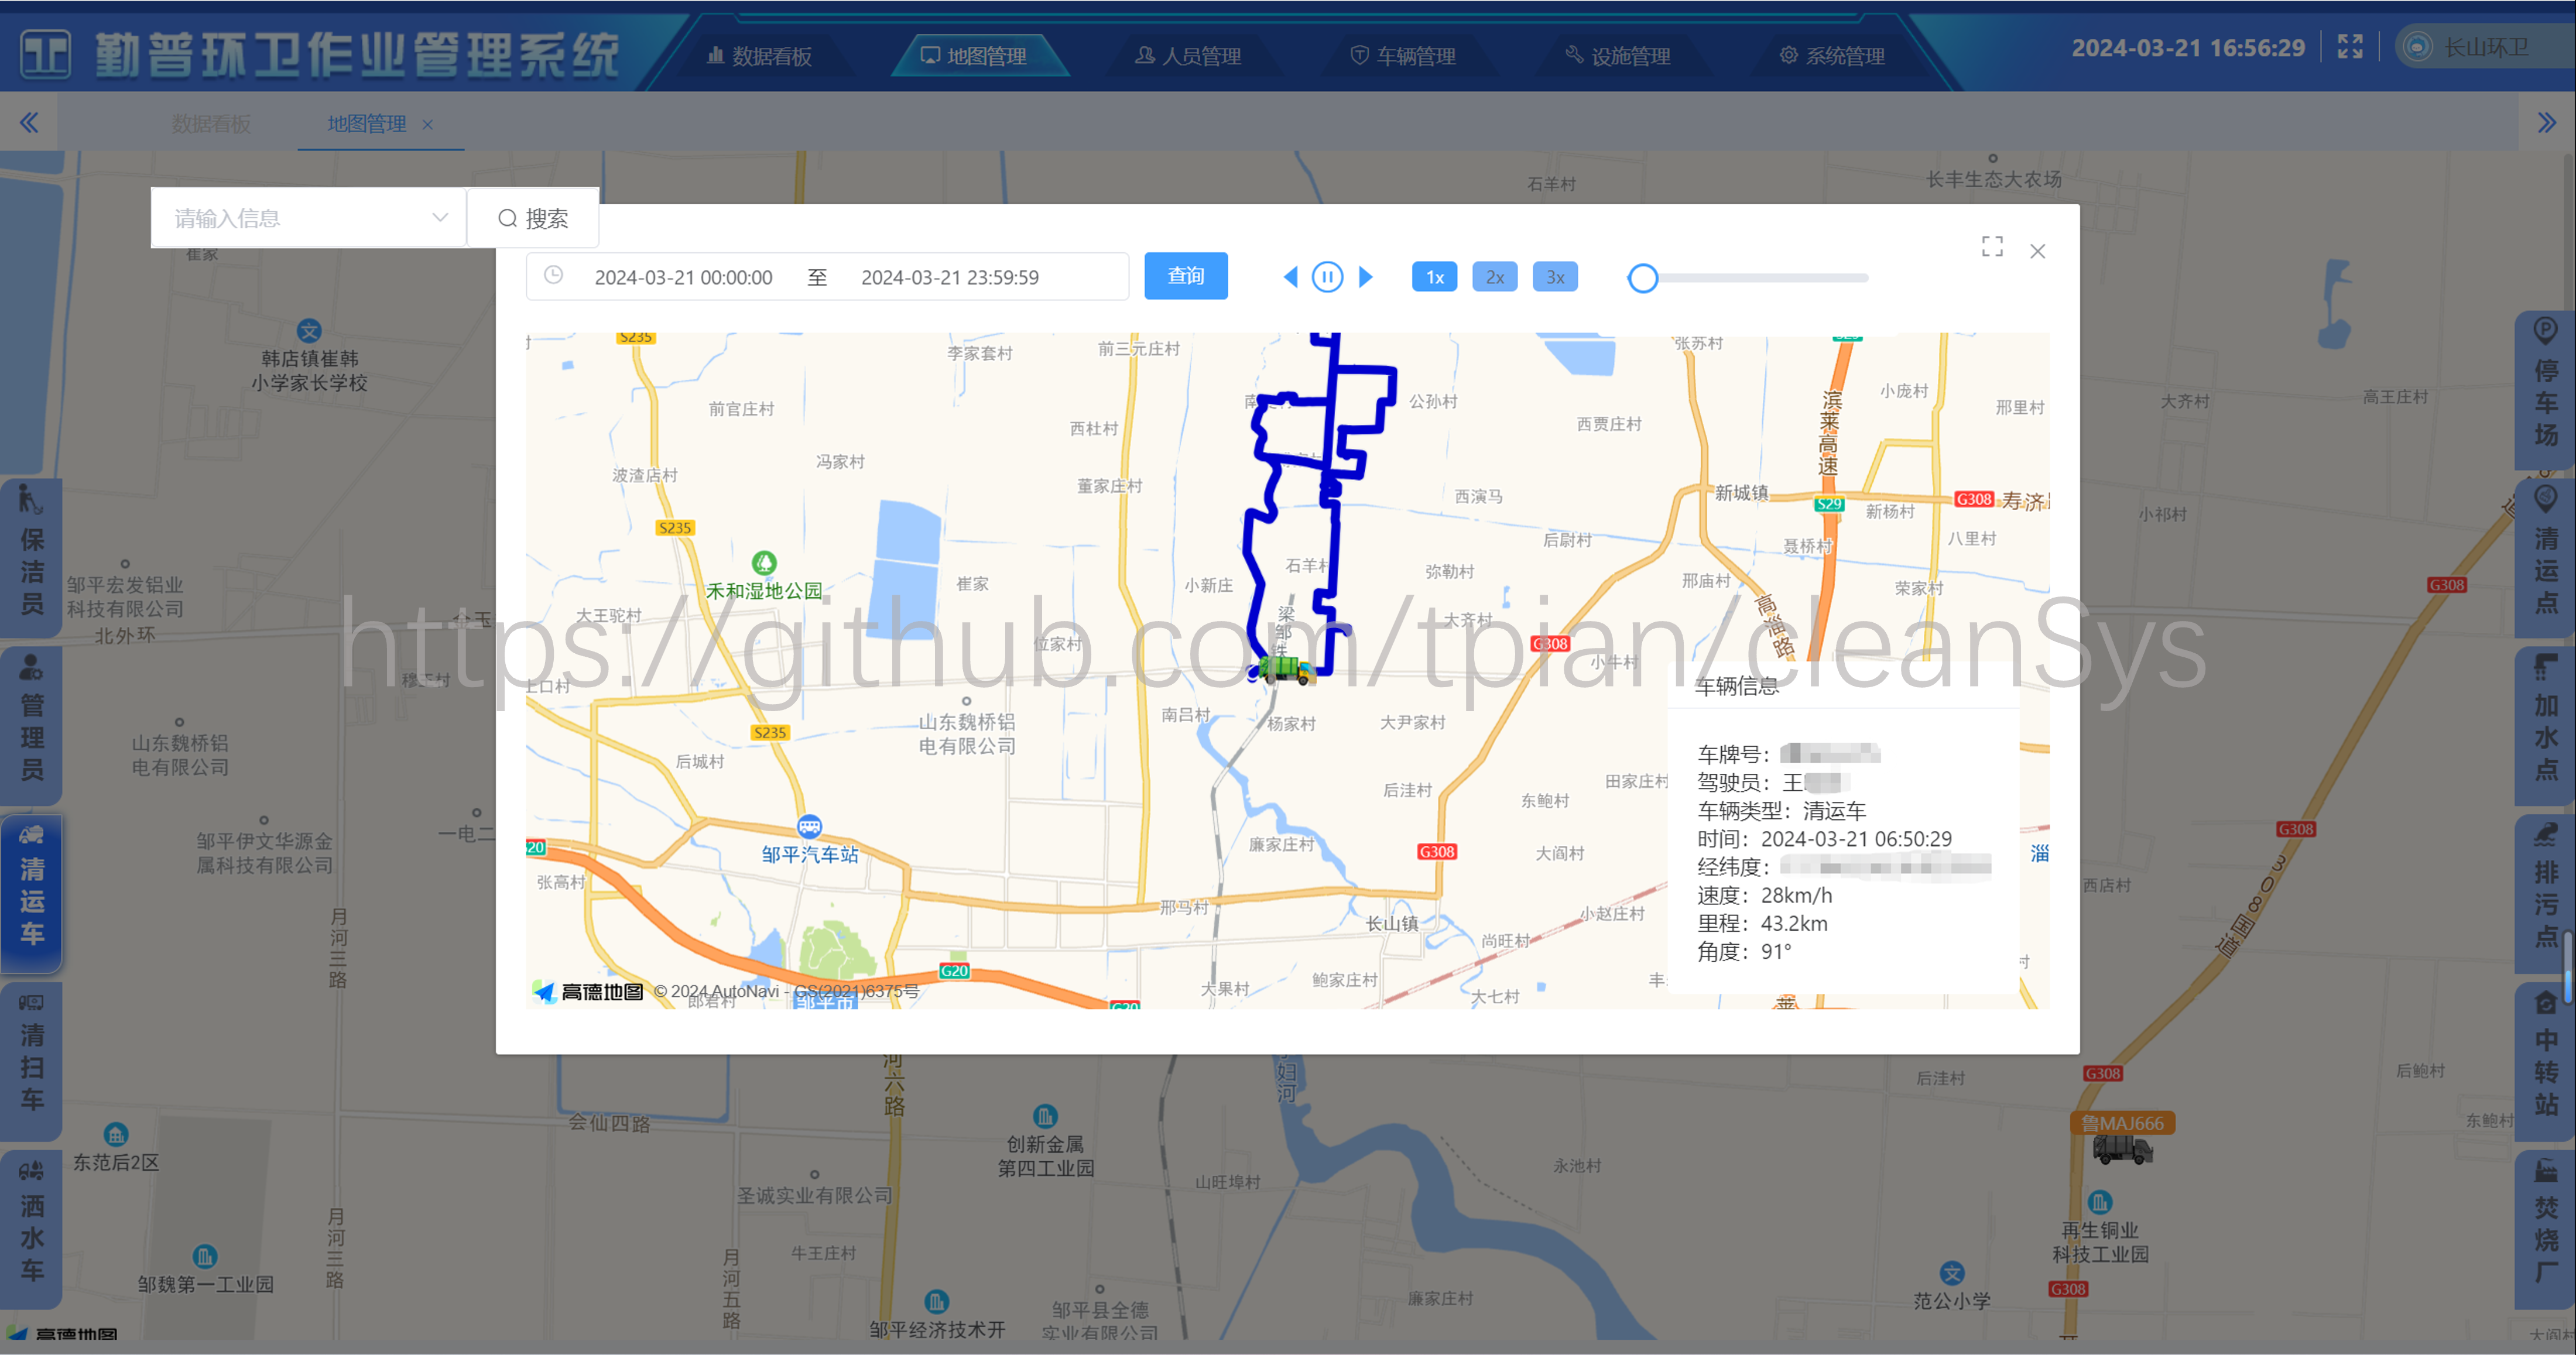 勤普环卫作业管理系统
数据看板
地图管理
人员管理
车辆管理
设施管理
系统管理
2024-03-21 16:56:29
长山环卫
数据看板
地图管理
请输入信息
搜索
2024-03-21 00:00:00 至 2024-03-21 23:59:59
查询
1x
2x
3x
石羊村
长丰生态大农场
崔家
韩店镇崔韩
小学家长学校
大齐村
高王庄村
小祁村
保洁员
管理员
清运车
清扫车
洒水车
停车场
清运点
加水点
排污点
中转站
焚烧厂
邹平宏发铝业
科技有限公司
北外环
穆王村
山东魏桥铝
电有限公司
邹平伊文华源金
属科技有限公司
一电二
月河三路
S235
李家套村
前三元庄村
张苏村
前官庄村
公孙村
小庞村
邢里村
西杜村
西贾庄村
滨莱高速
冯家村
波渣店村
董家庄村
西演马
新城镇
S29
G308
寿济
新杨村
S235
后尉村
聂桥村
八里村
禾和湿地公园
崔家
小新庄
石羊村
弥勒村
邢庙村
荣家村
大王驼村
梁邹
大齐村
高淄路
位家村
G308
小牛村
G308
https://github.com/tpian/cleanSys
上口村
山东魏桥铝
电有限公司
南吕村
杨家村
大尹家村
S235
后城村
后洼村
东鲍村
田家庄村
邹平汽车站
廉家庄村
G308
大阎村
张高村
邢马村
长山镇
小赵庄村
尚旺村
G20
大果村
鲍家庄村
大七村
高德地图 © 2024 AutoNavi - GS(2021)6375号
邹平市
淄
车辆信息
车牌号：
驾驶员：王
车辆类型：清运车
时间：2024-03-21 06:50:29
经纬度：
速度：28km/h
里程：43.2km
角度：91°
西店村
G308
308国道
G308
后洼村
后鲍村
东鲍村
鲁MAJ666
再生铜业
科技工业园
G308
范公小学
河六路
会仙四路
创新金属
第四工业园
东范后2区
圣诚实业有限公司
山旺埠村
永池村
月河三路
月河五路
牛王庄村
邹魏第一工业园
邹平经济技术开
邹平县全德
实业有限公司
廉家庄村
高德地图